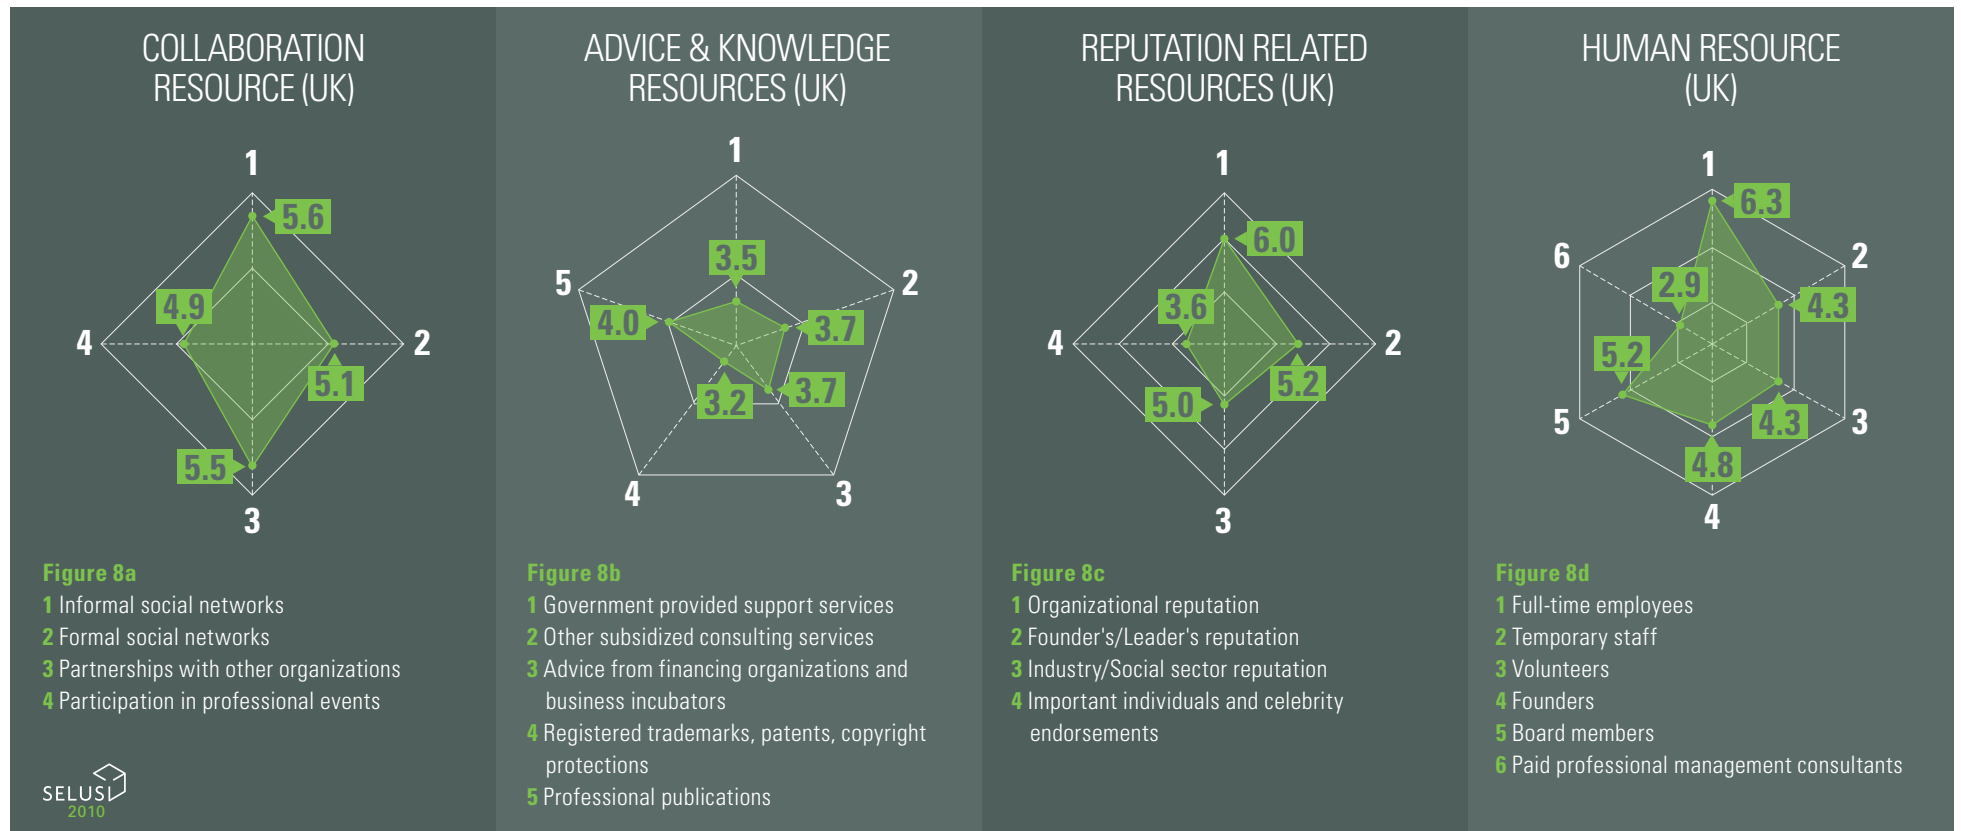 COLLABORATION
RESOURCE (UK)
1
5.6
4.9
4
2
5.1
5.5
3
Figure 8a
1 Informal social networks
2 Formal social networks
3 Partnerships with other organizations
4 Participation in professional events
SELUSI
2010
ADVICE & KNOWLEDGE
RESOURCES (UK)
1
3.5
5
2
4.0
3.7
3.2
3.7
4
3
Figure 8b
1 Government provided support services
2 Other subsidized consulting services
3 Advice from financing organizations and
business incubators
4 Registered trademarks, patents, copyright
protections
5 Professional publications
REPUTATION RELATED
RESOURCES (UK)
1
6.0
3.6
4
2
5.2
5.0
3
Figure 8c
1 Organizational reputation
2 Founder's/Leader's reputation
3 Industry/Social sector reputation
4 Important individuals and celebrity
endorsements
HUMAN RESOURCE
(UK)
1
6.3
6
2
2.9
4.3
5.2
5
4.3
3
4.8
4
Figure 8d
1 Full-time employees
2 Temporary staff
3 Volunteers
4 Founders
5 Board members
6 Paid professional management consultants